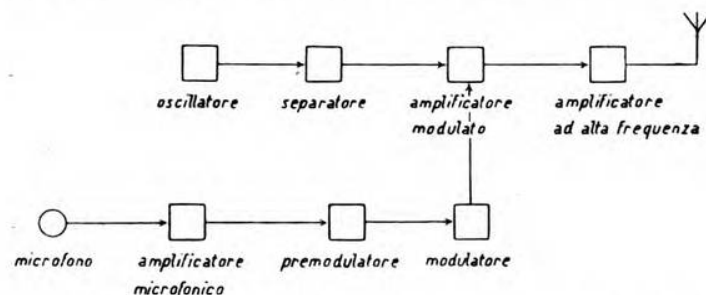 oscillatore
separatore
amplificatore
modulato
amplificatore
ad alta frequenza
microfono
amplificatore
microfonico
premodulatore
modulatore